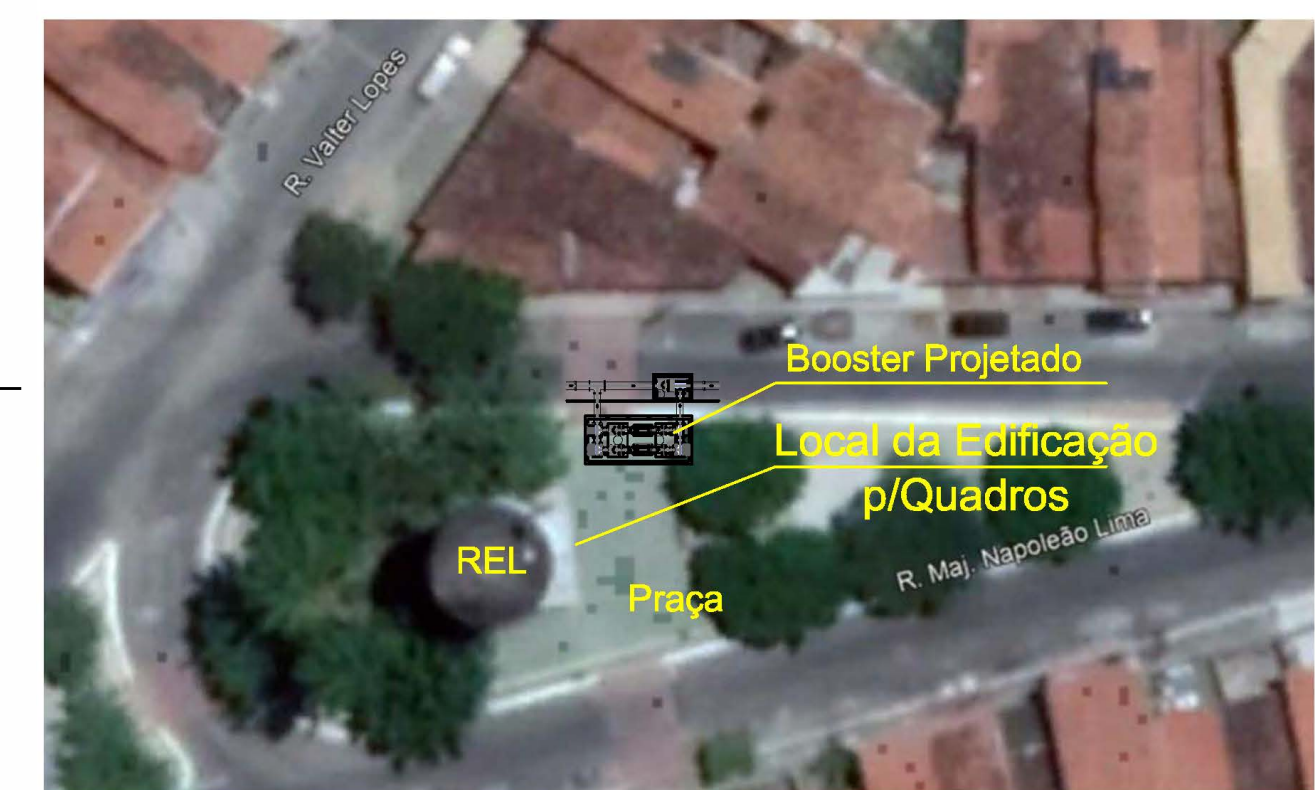 R. Valter Lopes
Booster Projetado
Local da Edificação
p/Quadros
R. Maj. Napoleão Lima
REL
Praça